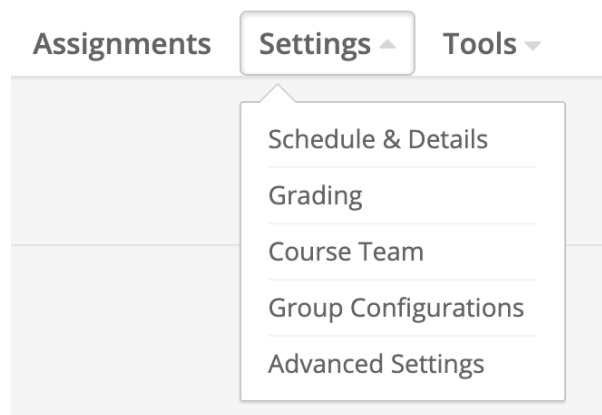 Assignments Settings Tools
Schedule & Details
Grading
Course Team
Group Configurations
Advanced Settings